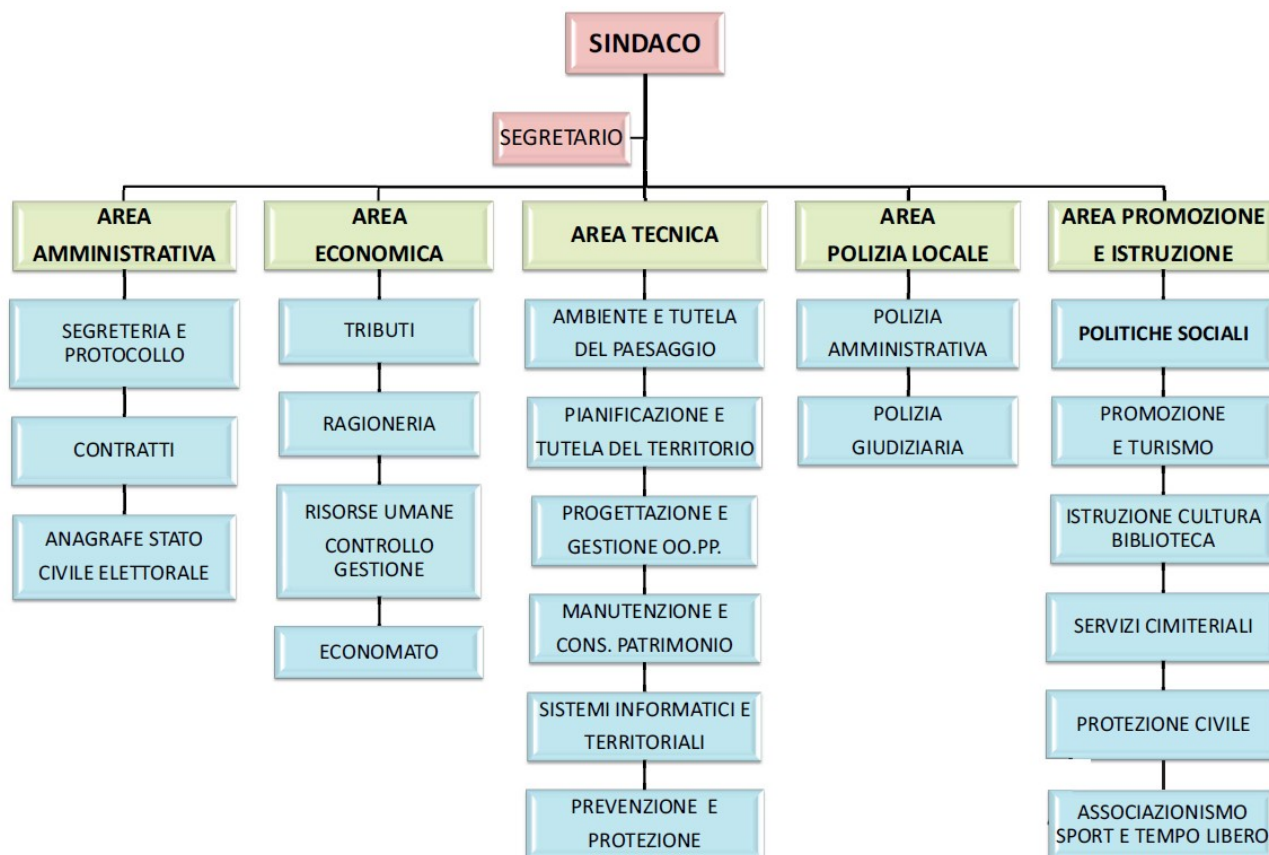 SINDACO
SEGRETARIO
AREA
AMMINISTRATIVA
SEGRETERIA E
PROTOCOLLO
CONTRATTI
ANAGRAFE STATO
CIVILE ELETTORALE
AREA
ECONOMICA
TRIBUTI
RAGIONERIA
RISORSE UMANE
CONTROLLO
GESTIONE
ECONOMATO
AREA TECNICA
AMBIENTE E TUTELA
DEL PAESAGGIO
PIANIFICAZIONE E
TUTELA DEL TERRITORIO
PROGETTAZIONE E
GESTIONE OO.PP.
MANUTENZIONE E
CONS. PATRIMONIO
SISTEMI INFORMATICI E
TERRITORIALI
PREVENZIONE E
PROTEZIONE
AREA
POLIZIA LOCALE
POLIZIA
AMMINISTRATIVA
POLIZIA
GIUDIZIARIA
AREA PROMOZIONE
E ISTRUZIONE
POLITICHE SOCIALI
PROMOZIONE
E TURISMO
ISTRUZIONE CULTURA
BIBLIOTECA
SERVIZI CIMITERIALI
PROTEZIONE CIVILE
ASSOCIAZIONISMO
SPORT E TEMPO LIBERO